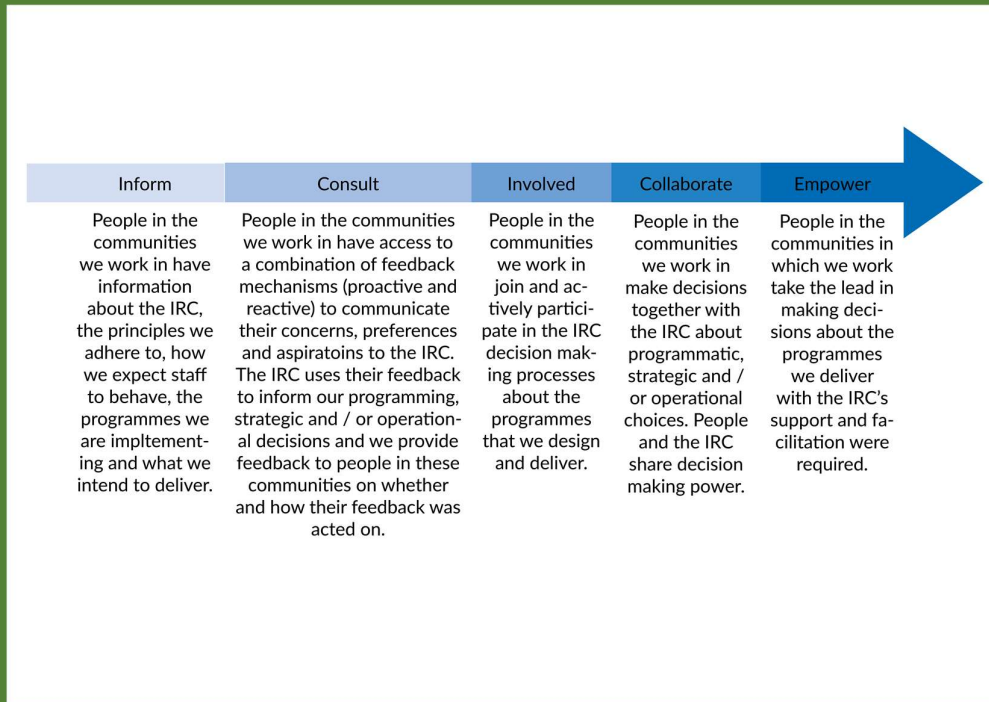 Inform
People in the
communities
we work in have
information
about the IRC,
the principles we
adhere to, how
we expect staff
to behave, the
programmes we
are impltement-
ing and what we
intend to deliver.
Consult
People in the communities
we work in have access to
a combination of feedback
mechanisms (proactive and
reactive) to communicate
their concerns, preferences
and aspiratoins to the IRC.
The IRC uses their feedback
to inform our programming,
strategic and / or operation-
al decisions and we provide
feedback to people in these
communities on whether
and how their feedback was
acted on.
Involved
People in the
communities
we work in
join and ac-
tively partici-
pate in the IRC
decision mak-
ing processes
about the
programmes
that we design
and deliver.
Collaborate
People in the
communities
we work in
make decisions
together with
the IRC about
programmatic,
strategic and /
or operational
choices. People
and the IRC
share decision
making power.
Empower
People in the
communities in
which we work
take the lead in
making deci-
sions about the
programmes
we deliver
with the IRC’s
support and fa-
cilitation were
required.